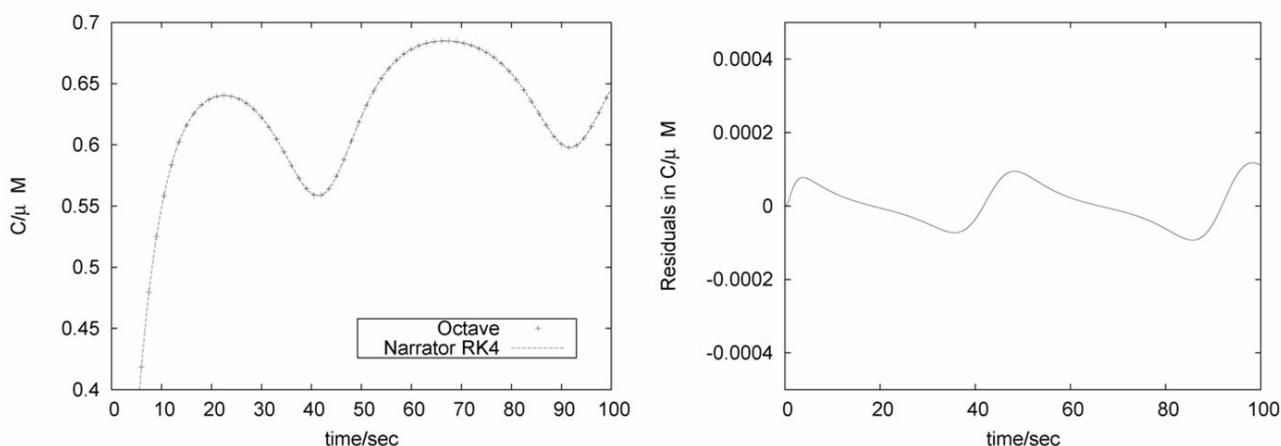 0.7
0.65
0.6
0.55
0.5
0.45
0.4
C/μ M
Octave
Narrator RK4
0 10 20 30 40 50 60 70 80 90 100
time/sec
0.0004
0.0002
0
-0.0002
-0.0004
Residuals in C/μ M
0 20 40 60 80 100
time/sec